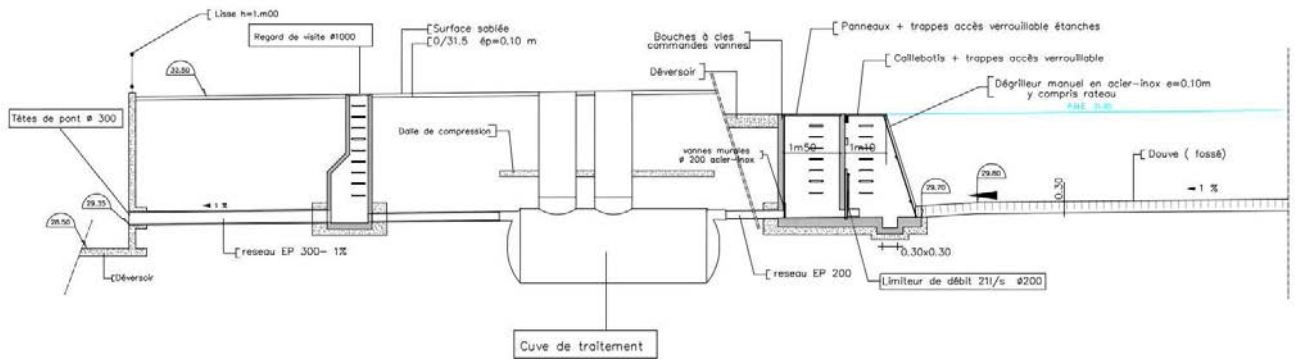 Lisse h=1.m00
Regard de visite ø1000
Surface sablée
0/31.5 ép=0.10 m
Bouches à cles
commandes vannes
Panneaux + trappes accès verrouillable étanches
Caillebotis + trappes accès verrouillable
Déversoir
Dégrilleur manuel en acier-inox e=0.10m
y compris rateau
Têtes de pont ø 300
Dalle de compression
vannes murales
ø 200 acier-inox
1m50
1m10
Douve ( fossé)
29.35
28.50
1 %
29.70
29.80
0.30
1 %
reseau EP 300- 1%
Déversoir
reseau EP 200
0.30x0.30
Limiteur de débit 21l/s ø200
Cuve de traitement